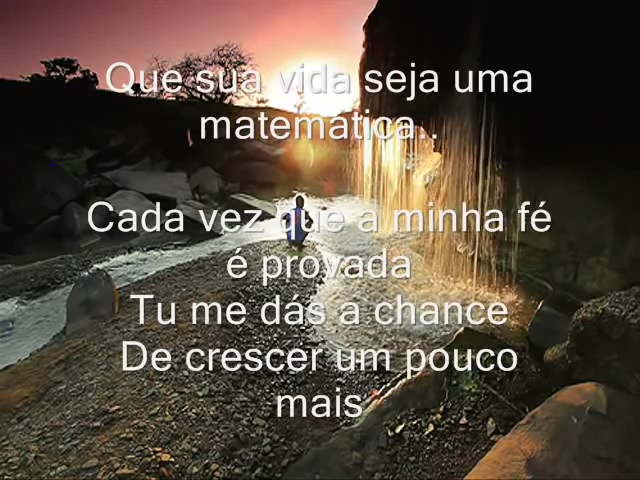 Que sua vida seja uma
matemática..
Cada vez que a minha fé
é provada
Tu me dás a chance
De crescer um pouco
mais